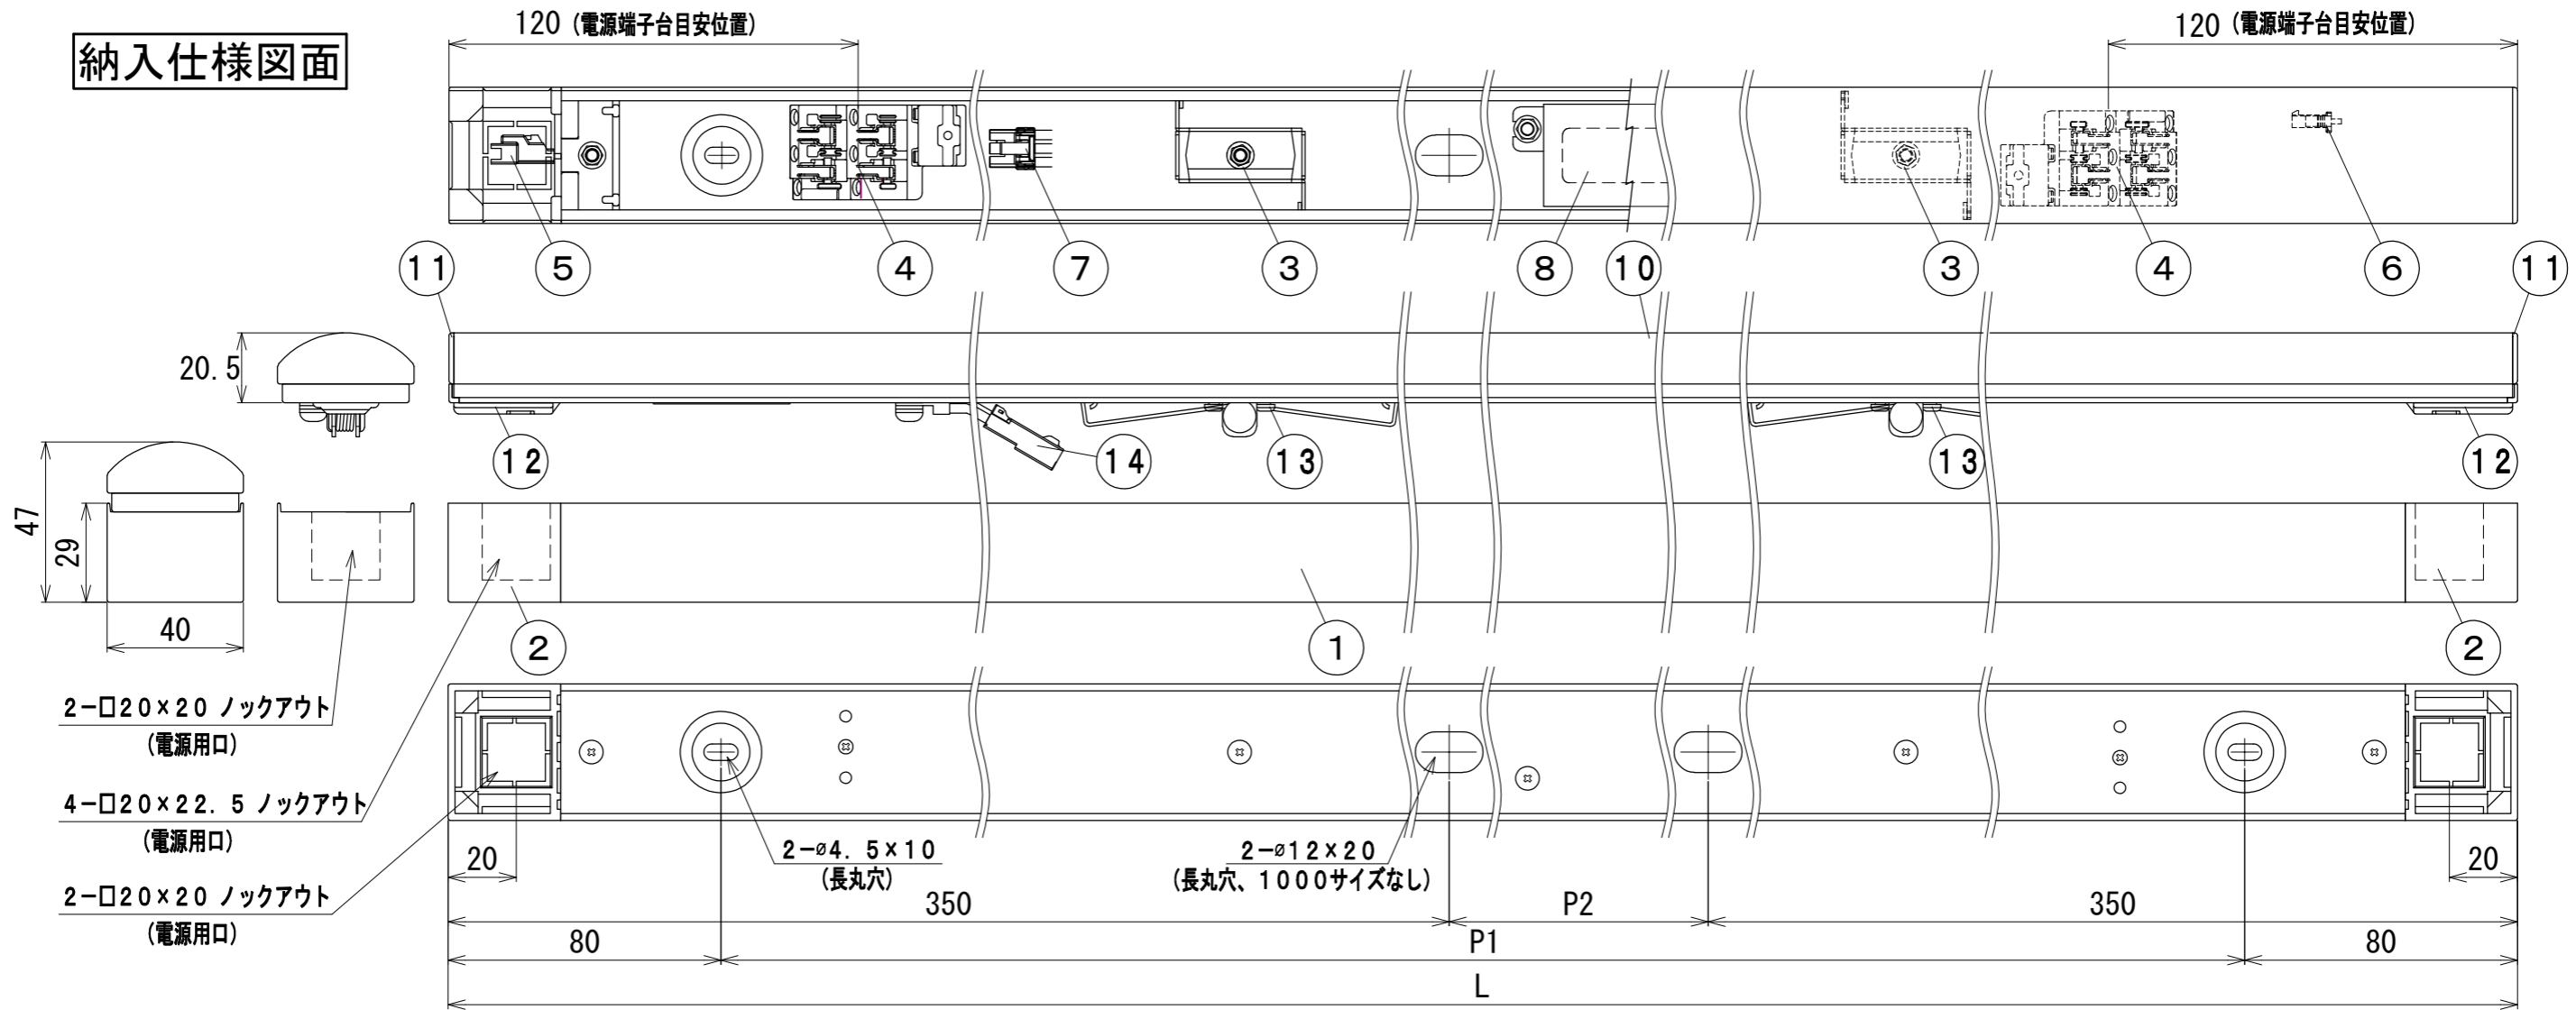 納入仕様図面
120 (電源端子台目安位置)
120 (電源端子台目安位置)
11
5
4
7
3
8
10
3
4
6
11
20.5
12
14
13
13
12
47
29
40
2
1
2
2-□20×20 ノックアウト
(電源用口)
4-□20×22.5 ノックアウト
(電源用口)
2-□20×20 ノックアウト
(電源用口)
20
2-ø4.5×10
(長丸穴)
2-ø12×20
(長丸穴、1000サイズなし)
20
350
P2
350
80
P1
80
L